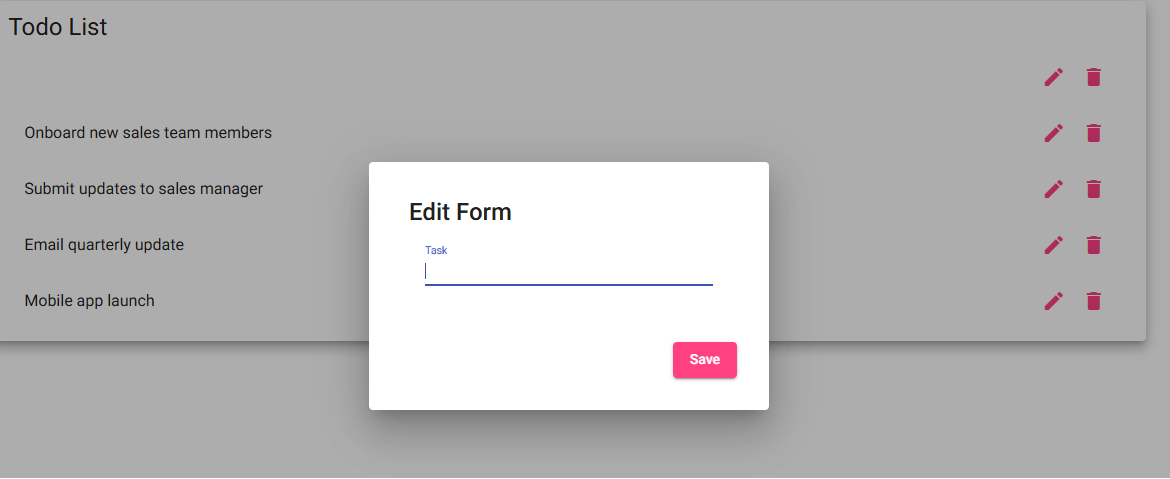 Todo List
Onboard new sales team members
Submit updates to sales manager
Email quarterly update
Mobile app launch
Edit Form
Task
Save